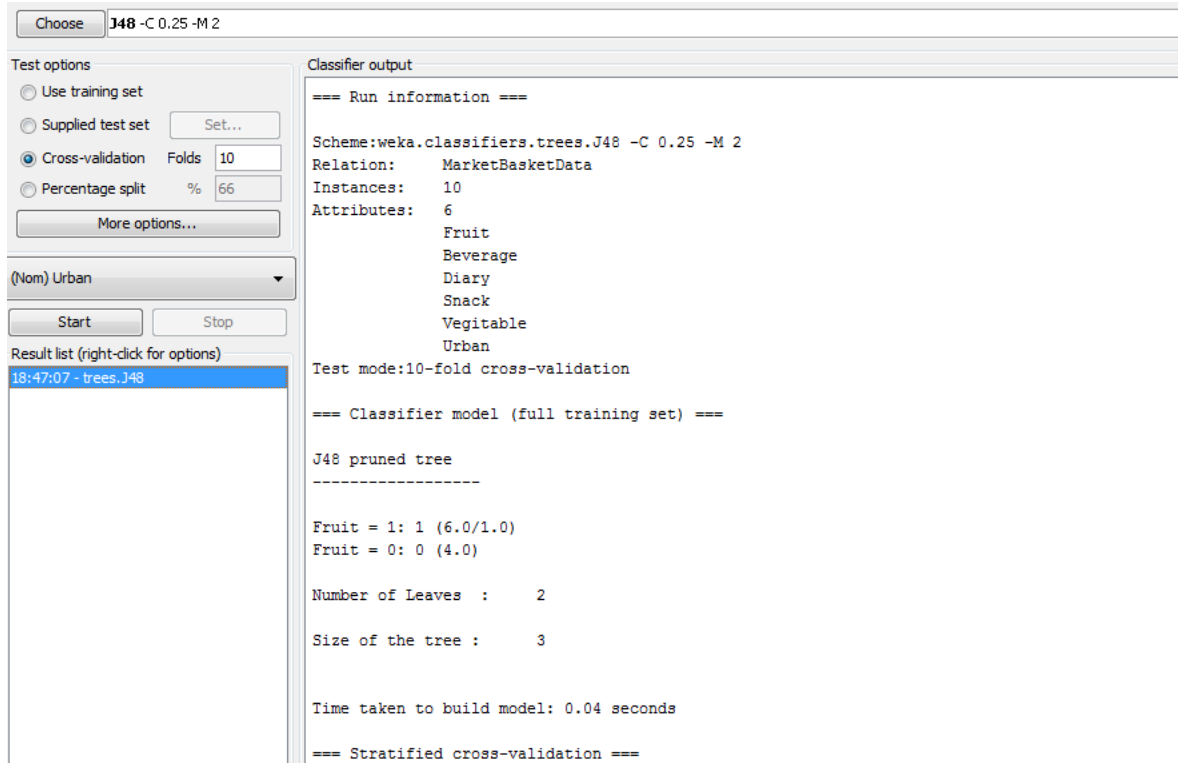 Choose J48 -C 0.25 -M 2
Test options
Use training set
Supplied test set Set...
Cross-validation Folds 10
Percentage split % 66
More options...
(Nom) Urban
Start Stop
Result list (right-click for options)
18:47:07 - trees.J48
Classifier output
=== Run information ===
Scheme:weka.classifiers.trees.J48 -C 0.25 -M 2
Relation: MarketBasketData
Instances: 10
Attributes: 6
Fruit
Beverage
Diary
Snack
Vegitable
Urban
Test mode:10-fold cross-validation
=== Classifier model (full training set) ===
J48 pruned tree
------------------
Fruit = 1: 1 (6.0/1.0)
Fruit = 0: 0 (4.0)
Number of Leaves : 2
Size of the tree : 3
Time taken to build model: 0.04 seconds
=== Stratified cross-validation ===